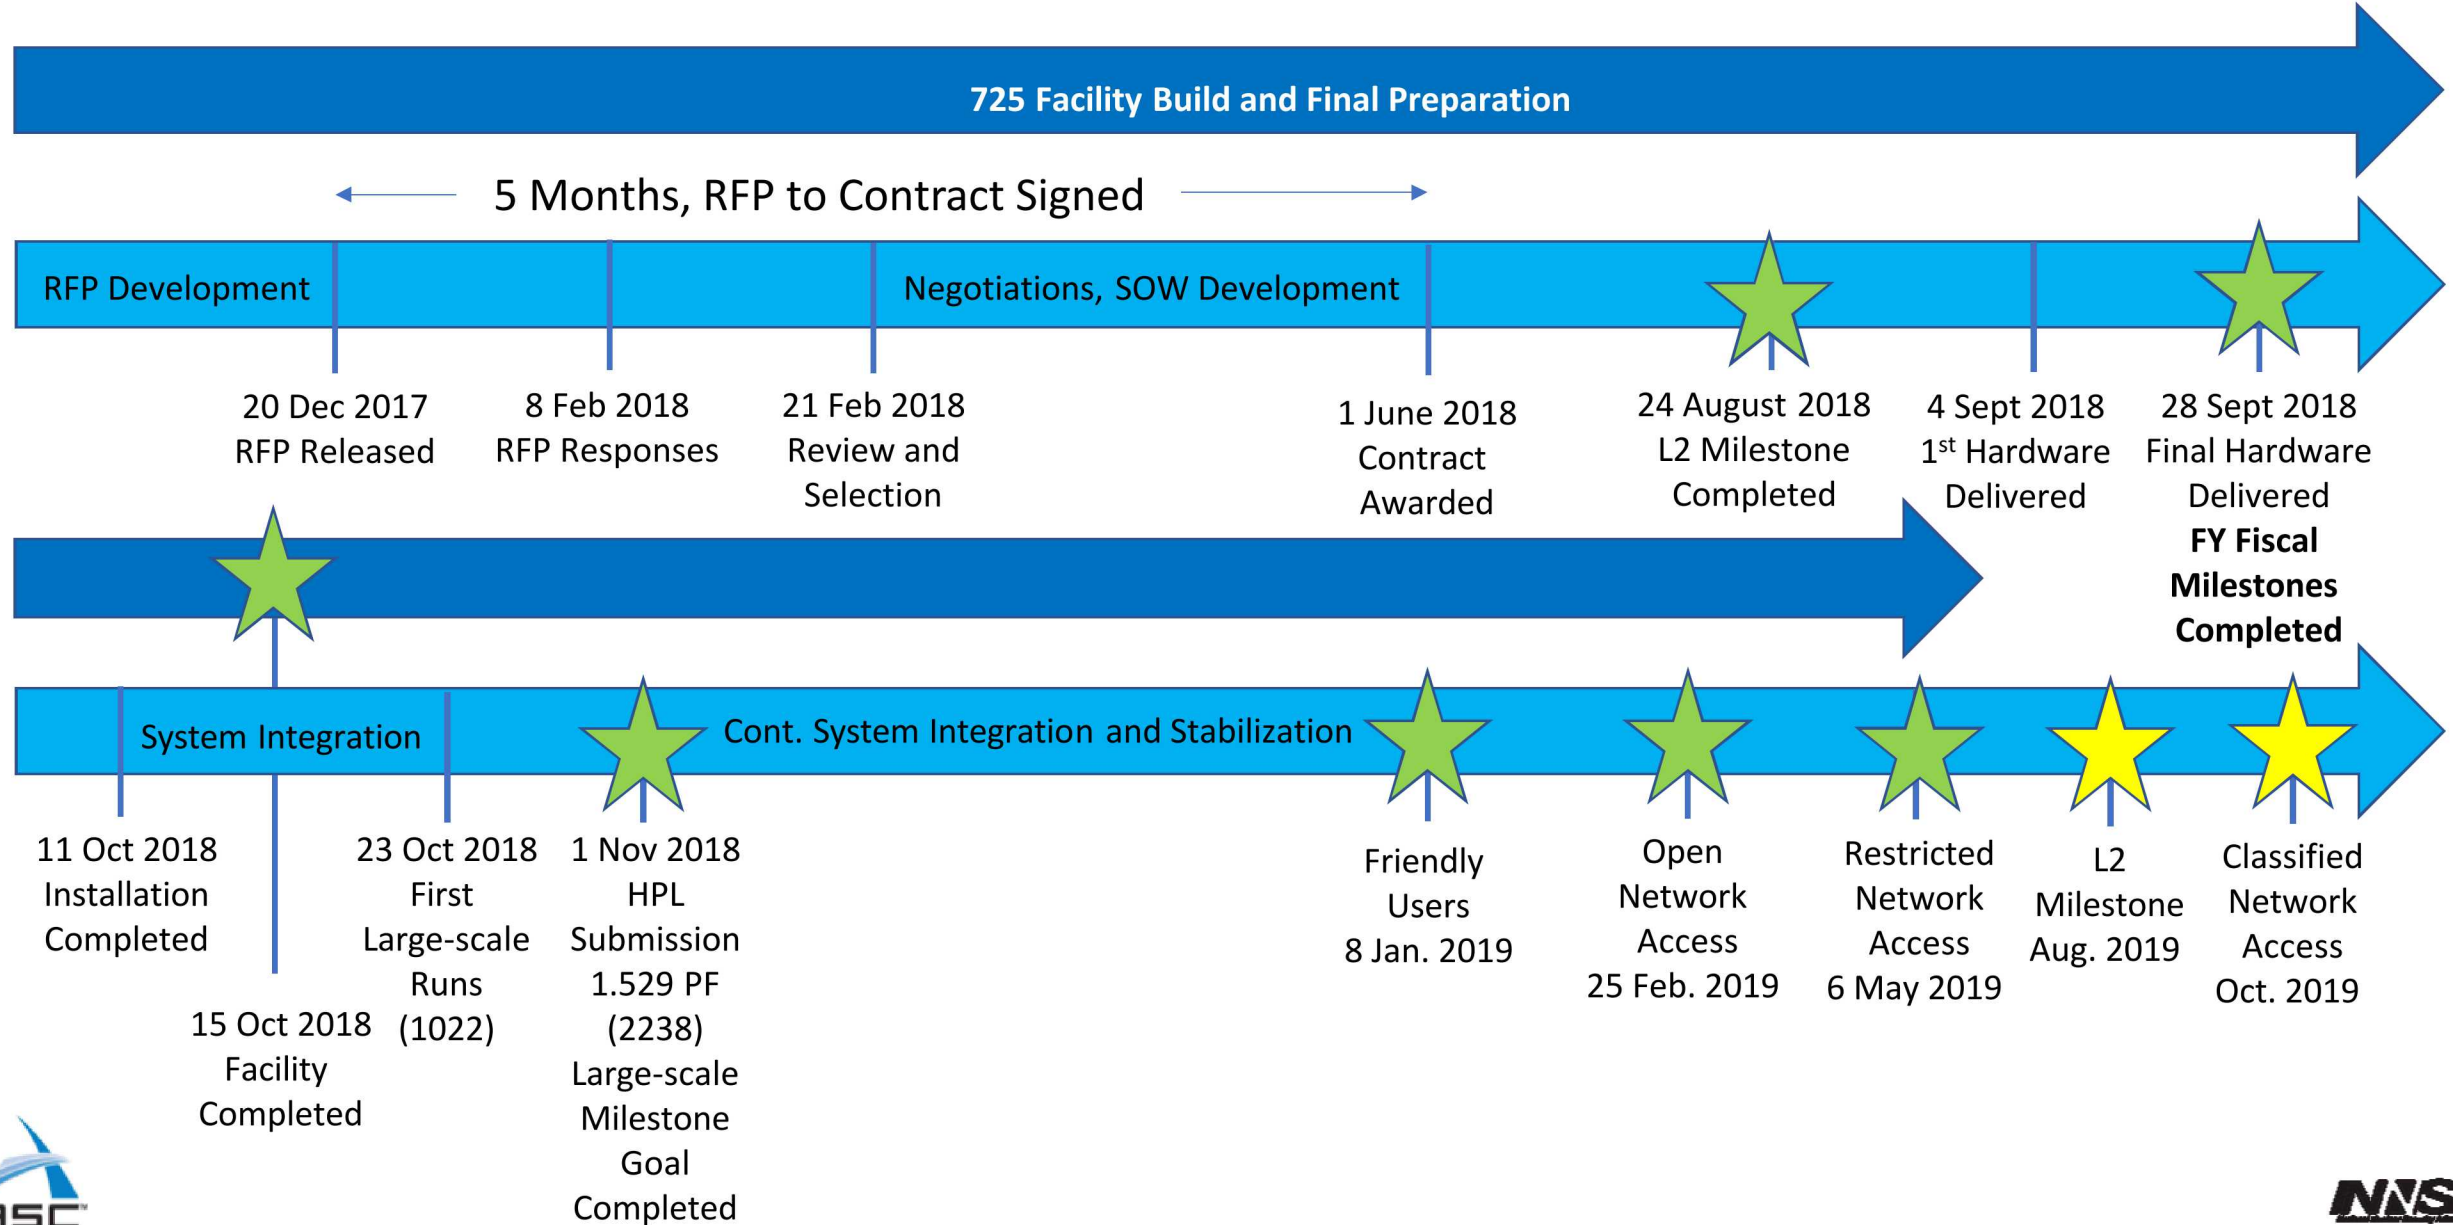 725 Facility Build and Final Preparation
5 Months, RFP to Contract Signed
RFP Development
Negotiations, SOW Development
20 Dec 2017
RFP Released
8 Feb 2018
RFP Responses
21 Feb 2018
Review and
Selection
1 June 2018
Contract
Awarded
24 August 2018
L2 Milestone
Completed
4 Sept 2018
1st Hardware
Delivered
28 Sept 2018
Final Hardware
Delivered
FY Fiscal
Milestones
Completed
System Integration
Cont. System Integration and Stabilization
11 Oct 2018
Installation
Completed
15 Oct 2018
Facility
Completed
23 Oct 2018
First
Large-scale
Runs
(1022)
1 Nov 2018
HPL
Submission
1.529 PF
(2238)
Large-scale
Milestone
Goal
Completed
Friendly
Users
8 Jan. 2019
Open
Network
Access
25 Feb. 2019
Restricted
Network
Access
6 May 2019
L2
Milestone
Aug. 2019
Classified
Network
Access
Oct. 2019
ASC
NNS